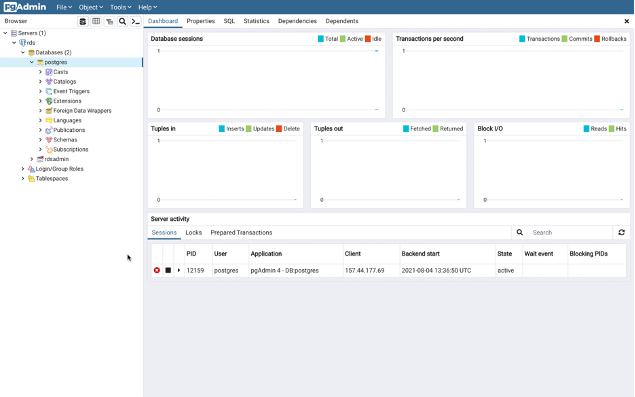 pgAdmin File Object Tools Help
Browser
Dashboard Properties SQL Statistics Dependencies Dependents
Servers (1)
rds
Databases (2)
postgres
Casts
Catalogs
Event Triggers
Extensions
Foreign Data Wrappers
Languages
Publications
Schemas
Subscriptions
rdsadmin
Login/Group Roles
Tablespaces
Database sessions Total Active Idle
1
0
Transactions per second Transactions Commits Rollbacks
1
0
Tuples in Inserts Updates Delete
1
0
Tuples out Fetched Returned
1
0
Block I/O Reads Hits
1
0
Server activity
Sessions Locks Prepared Transactions Search
PID User Application Client Backend start State Wait event Blocking PIDs
12159 postgres pgAdmin 4 - DB:postgres 157.44.177.69 2021-08-04 13:36:50 UTC active